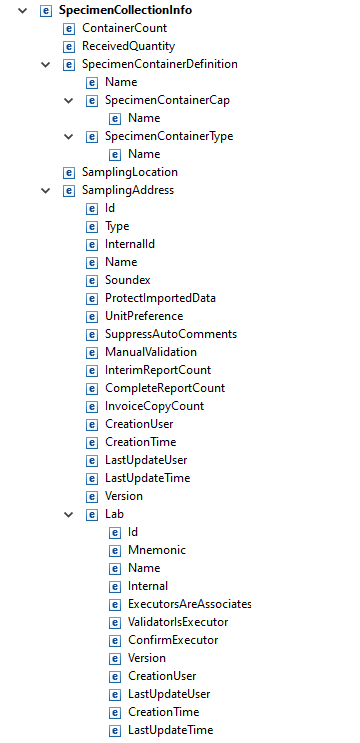 SpecimenCollectionInfo
ContainerCount
ReceivedQuantity
SpecimenContainerDefinition
Name
SpecimenContainerCap
Name
SpecimenContainerType
Name
SamplingLocation
SamplingAddress
Id
Type
InternalId
Name
Soundex
ProtectImportedData
UnitPreference
SuppressAutoComments
ManualValidation
InterimReportCount
CompleteReportCount
InvoiceCopyCount
CreationUser
CreationTime
LastUpdateUser
LastUpdateTime
Version
Lab
Id
Mnemonic
Name
Internal
ExecutorsAreAssociates
ValidatorIsExecutor
ConfirmExecutor
Version
CreationUser
LastUpdateUser
CreationTime
LastUpdateTime